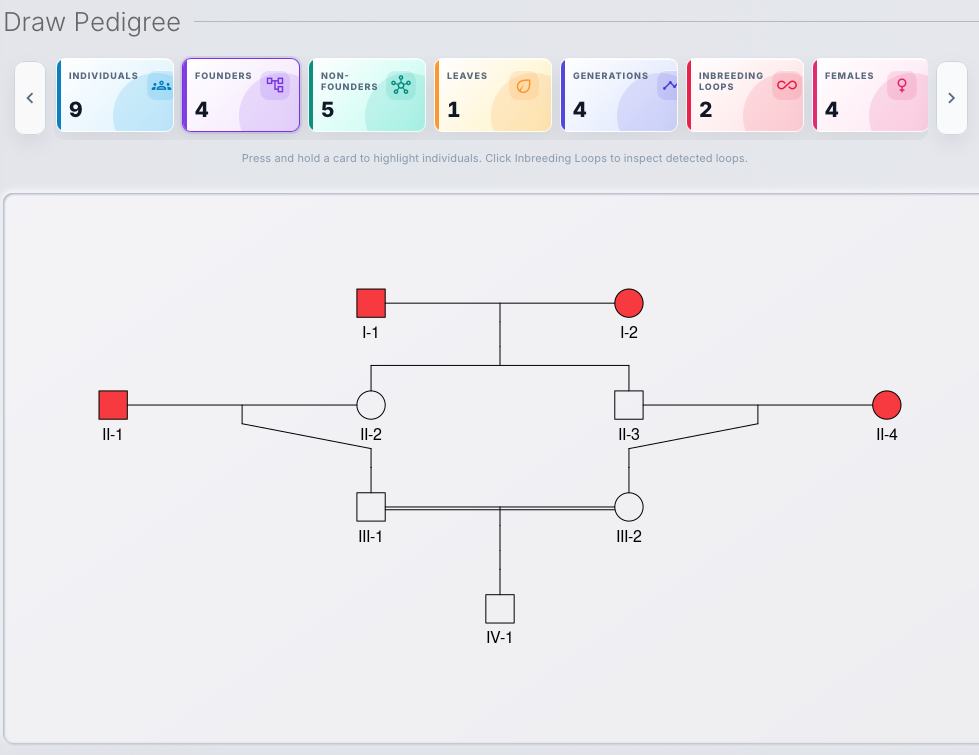 Draw Pedigree
INDIVIDUALS
9
FOUNDERS
4
NON-
FOUNDERS
5
LEAVES
1
GENERATIONS
4
INBREEDING
LOOPS
2
FEMALES
4
Press and hold a card to highlight individuals. Click Inbreeding Loops to inspect detected loops.
I-1
I-2
II-1
II-2
II-3
II-4
III-1
III-2
IV-1